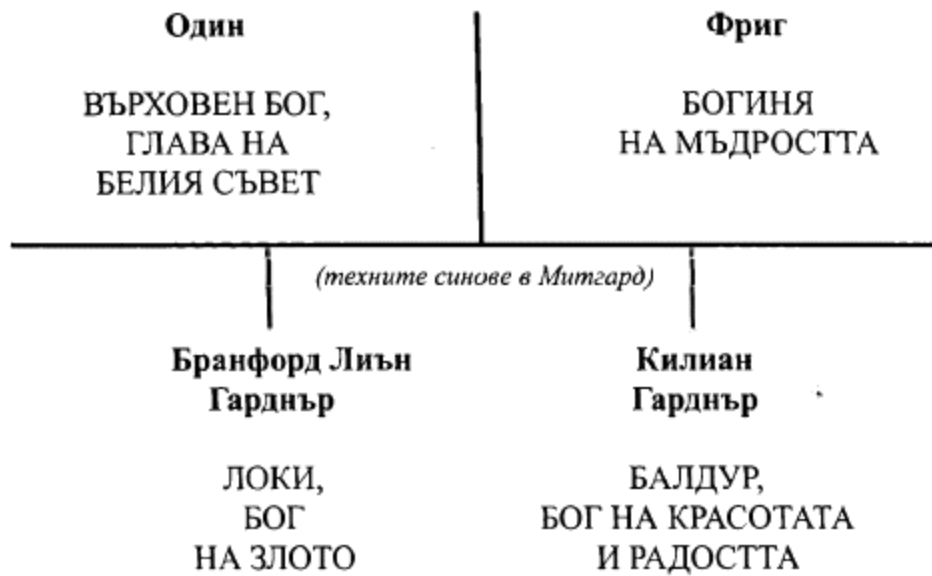 Один
ВЪРХОВЕН БОГ,
ГЛАВА НА
БЕЛИЯ СЪВЕТ
Фриг
БОГИНЯ
НА МЪДРОСТТА
(техните синове в Митгард)
Бранфорд Лиън
Гарднър
ЛОКИ,
БОГ
НА ЗЛОТО
Килиан
Гарднър
БАЛДУР,
БОГ НА КРАСОТАТА
И РАДОСТТА